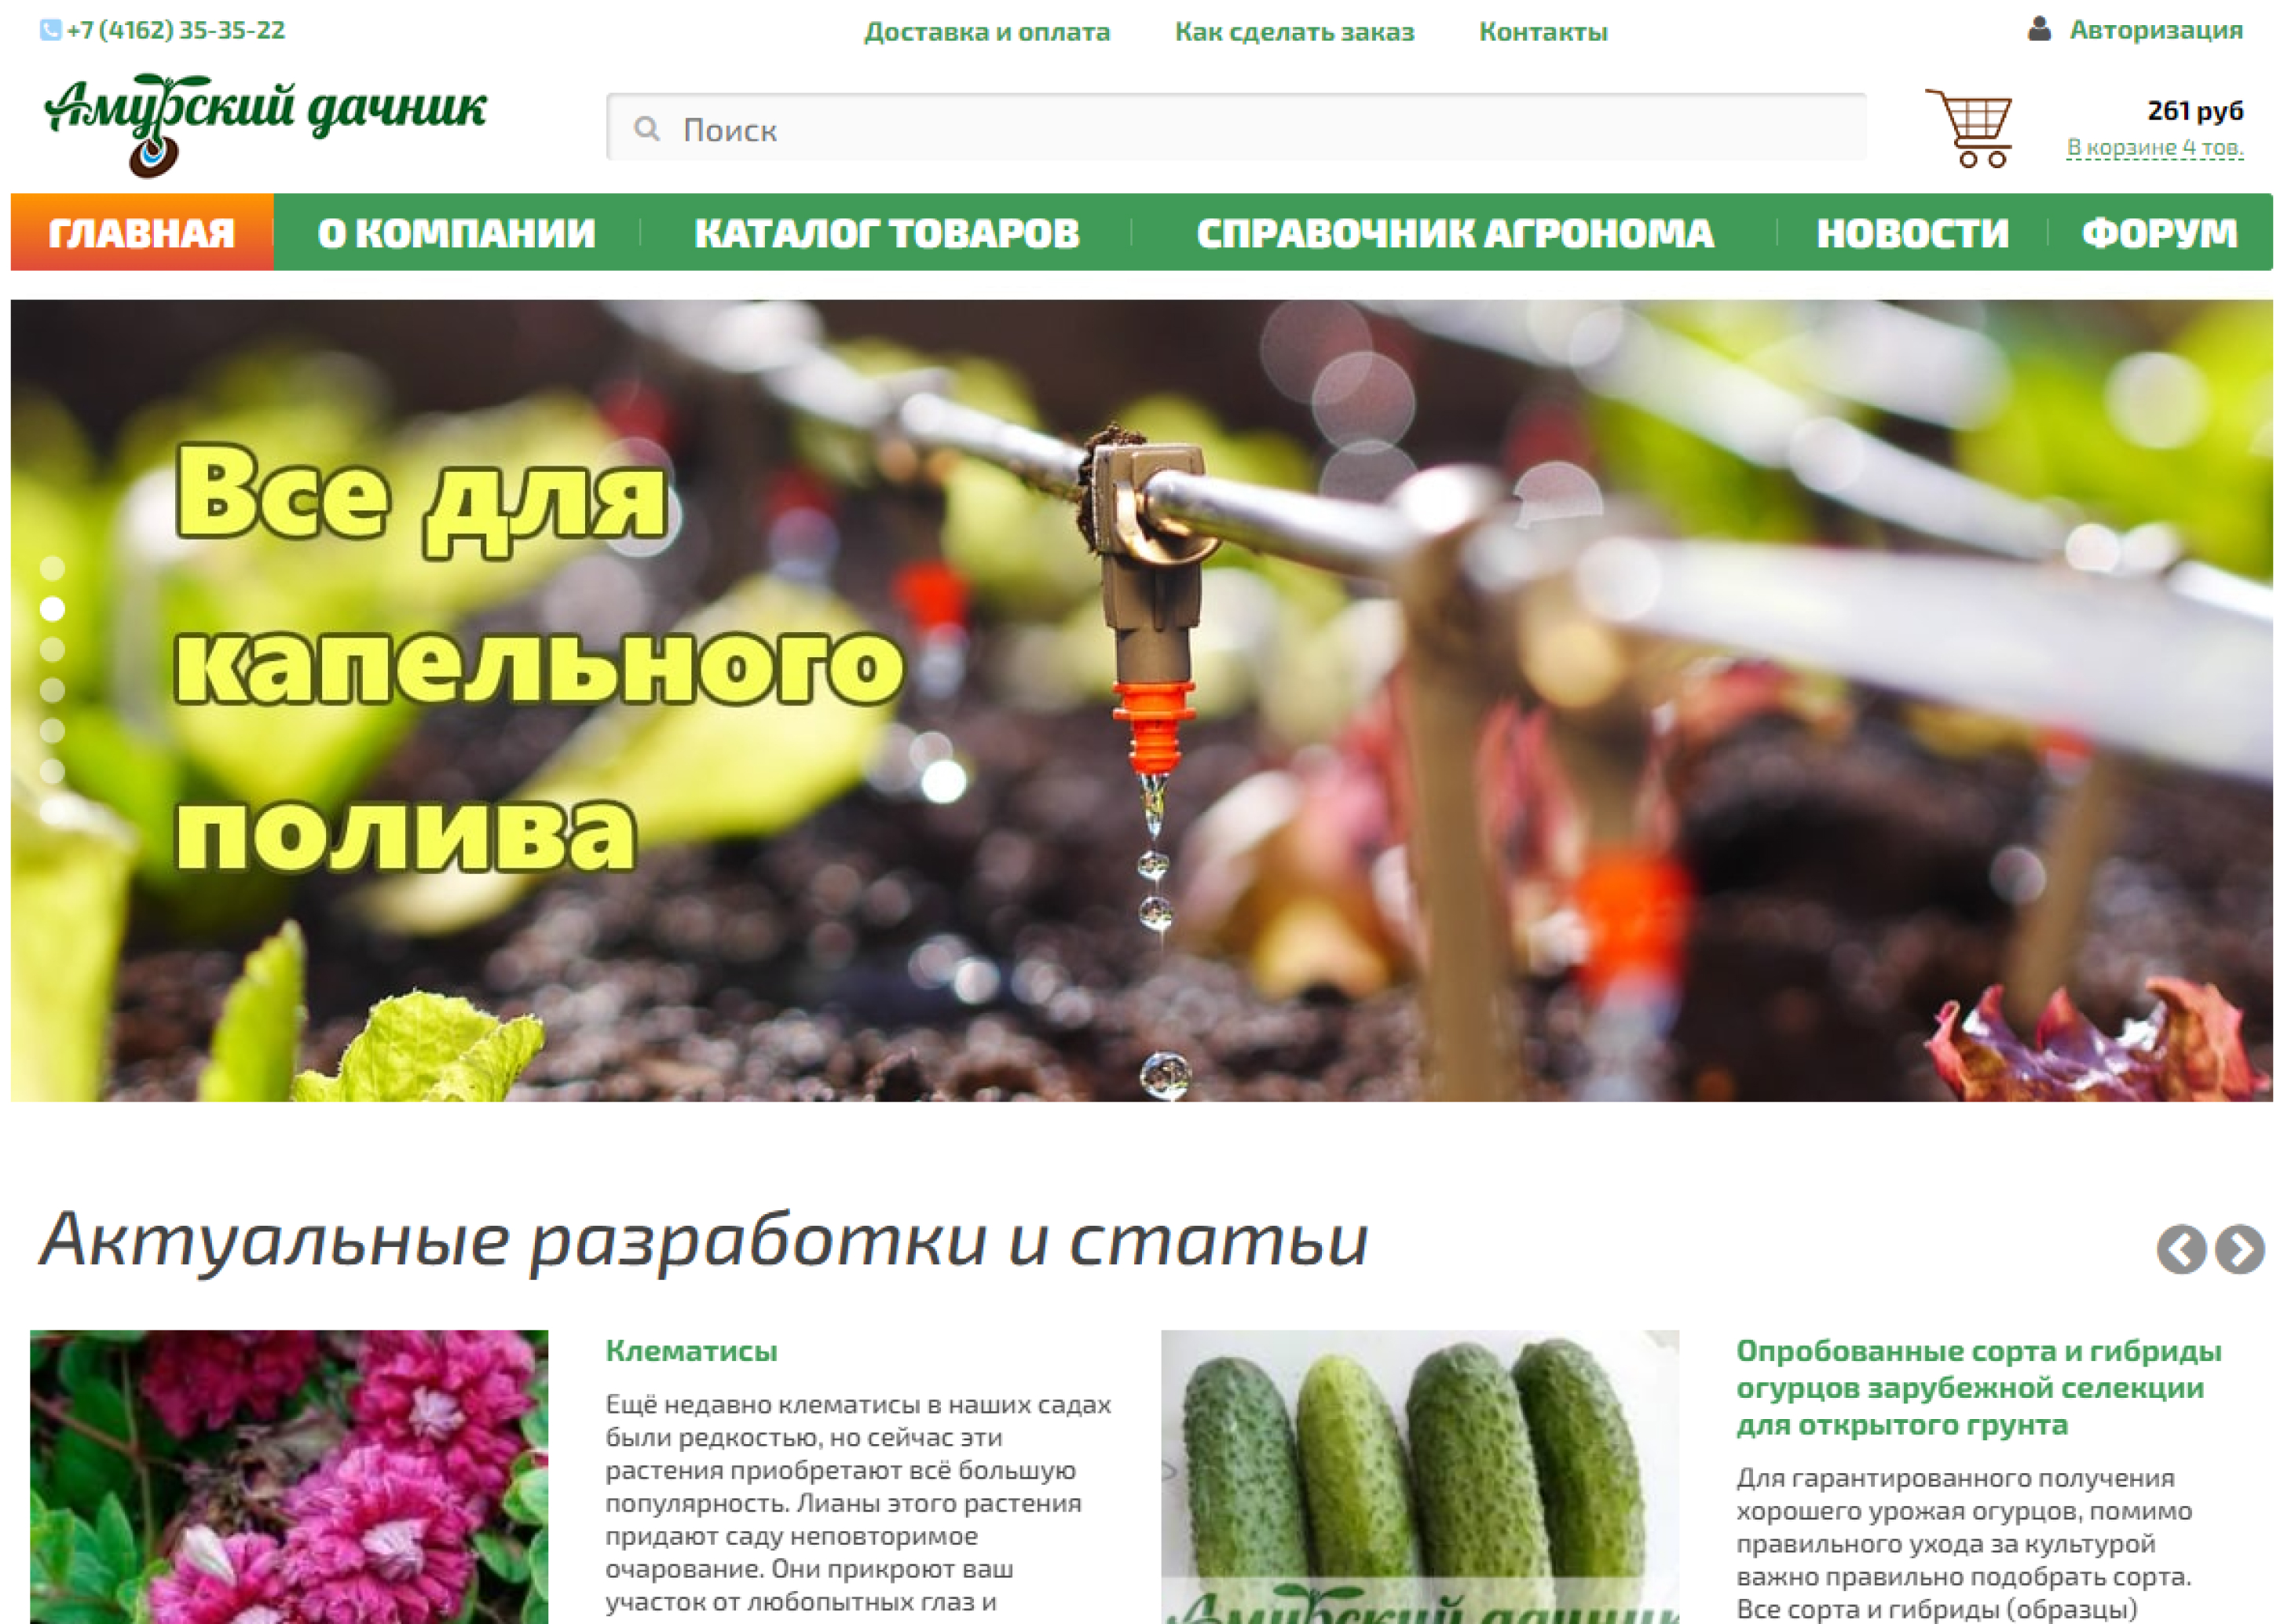 +7 (4162) 35-35-22
Доставка и оплата
Как сделать заказ
Контакты
Авторизация
Амурский дачник
Поиск
261 руб
В корзине 4 тов.
ГЛАВНАЯ
О КОМПАНИИ
КАТАЛОГ ТОВАРОВ
СПРАВОЧНИК АГРОНОМА
НОВОСТИ
ФОРУМ
Все для
капельного
полива
Актуальные разработки и статьи
Клематисы
Ещё недавно клематисы в наших садах
были редкостью, но сейчас эти
растения приобретают всё большую
популярность. Лианы этого растения
придают саду неповторимое
очарование. Они прикроют ваш
участок от любопытных глаз и
Амурский дачник
Опробованные сорта и гибриды
огурцов зарубежной селекции
для открытого грунта
Для гарантированного получения
хорошего урожая огурцов, помимо
правильного ухода за культурой
важно правильно подобрать сорта.
Все сорта и гибриды (образцы)